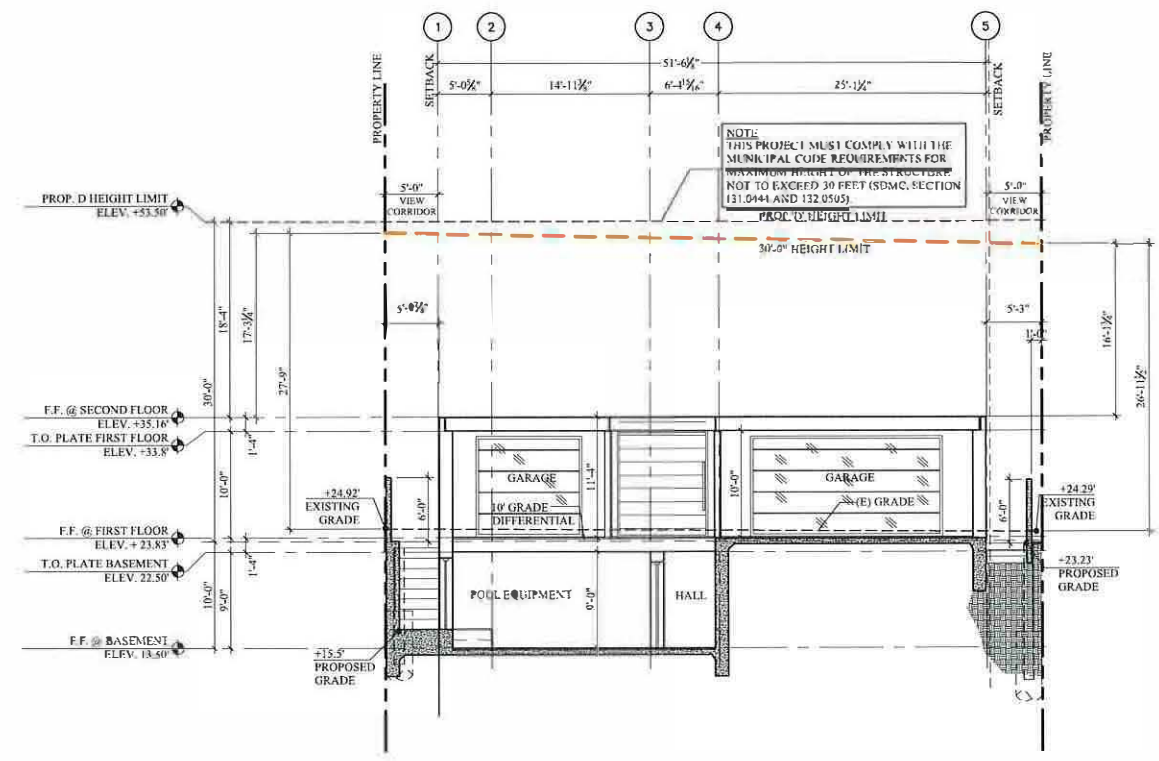 1
2
3
4
5
51'-6⅛"
5'-0⅝"
14'-11⅞"
6'-4 15/16"
25'-1¼"
PROPERTY LINE
SETBACK
SETBACK
PROPERTY LINE
NOTE
THIS PROJECT MUST COMPLY WITH THE
MUNICIPAL CODE REQUIREMENTS FOR
MAXIMUM HEIGHT OF THE STRUCTURE
NOT TO EXCEED 30 FEET (SDMC, SECTION
131.0444 AND 132.0505).
PROP. D HEIGHT LIMIT
ELEV. +53.50'
5'-0"
VIEW
CORRIDOR
5'-0"
VIEW
CORRIDOR
PROP 'D' HEIGHT LIMIT
30'-0" HEIGHT LIMIT
5'-3"
1'-0"
30'-0"
18'-4"
17'-3¼"
27'-9"
26'-11½"
F.F. @ SECOND FLOOR
ELEV. +35.16'
T.O. PLATE FIRST FLOOR
ELEV. +33.8'
1'-4"
10'-0"
11'-4"
10'-0"
GARAGE
GARAGE
+24.92'
EXISTING
GRADE
6'-0"
10' GRADE
DIFFERENTIAL
(E) GRADE
6'-0"
+24.29'
EXISTING
GRADE
F.F. @ FIRST FLOOR
ELEV. + 23.83'
T.O. PLATE BASEMENT
ELEV. 22.50'
1'-4"
10'-0"
9'-0"
9'-0"
POOL EQUIPMENT
HALL
+23.23'
PROPOSED
GRADE
F.F. @ BASEMENT
ELEV. 13.50'
+15.5'
PROPOSED
GRADE